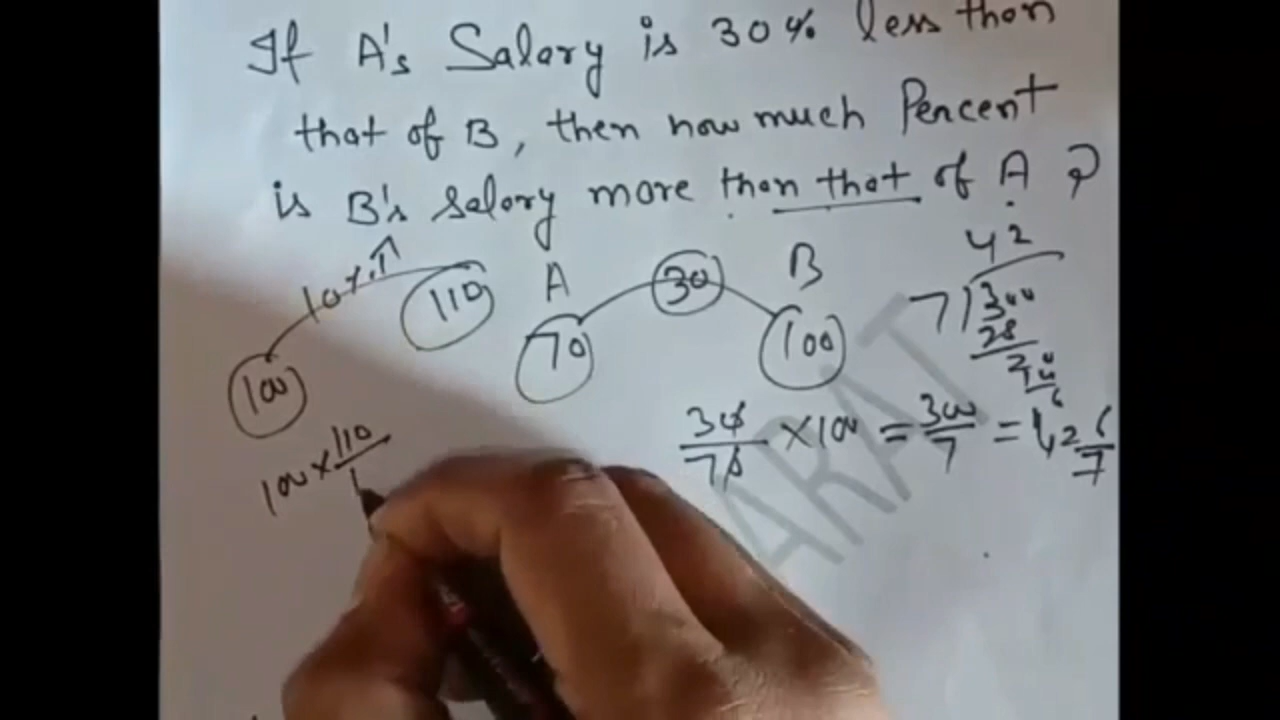 If A's Salary is 30% less than
that of B, then how much Percent
is B's salary more than that of A ?
10%↑
110
A
30
B
42
7)300
28
70
100
100
100×110/1
30/70 ×100 = 300/7 = 42 6/7
ARAT